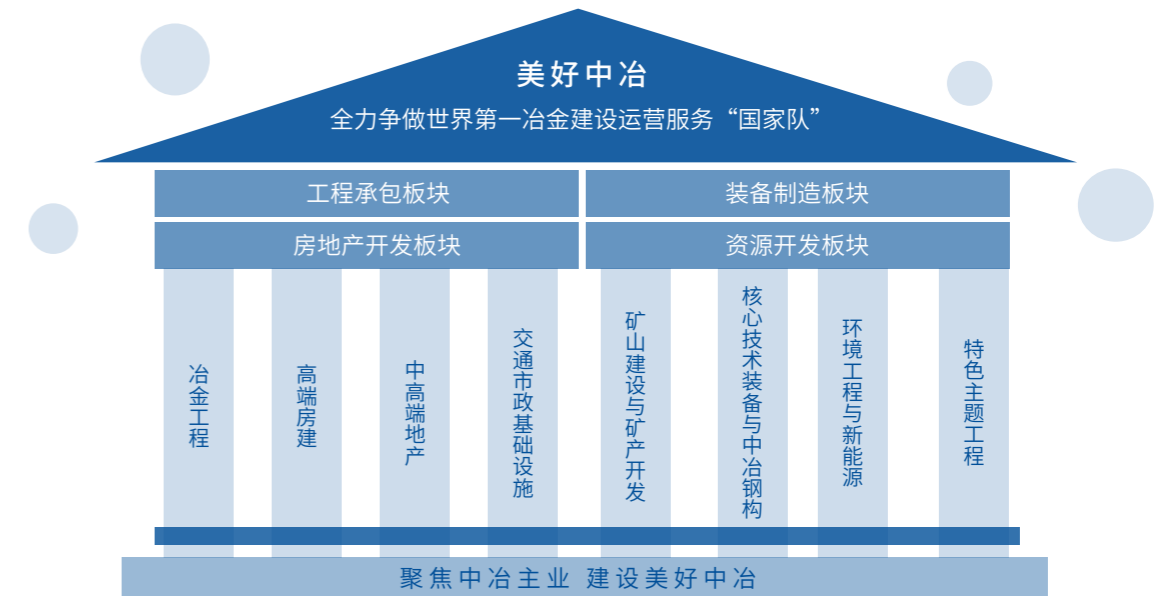 美好中冶
全力争做世界第一冶金建设运营服务“国家队”
工程承包板块
装备制造板块
房地产开发板块
资源开发板块
冶金工程
高端房建
中高端地产
交通市政基础设施
矿山建设与矿产开发
核心技术装备与中冶钢构
环境工程与新能源
特色主题工程
聚焦中冶主业 建设美好中冶